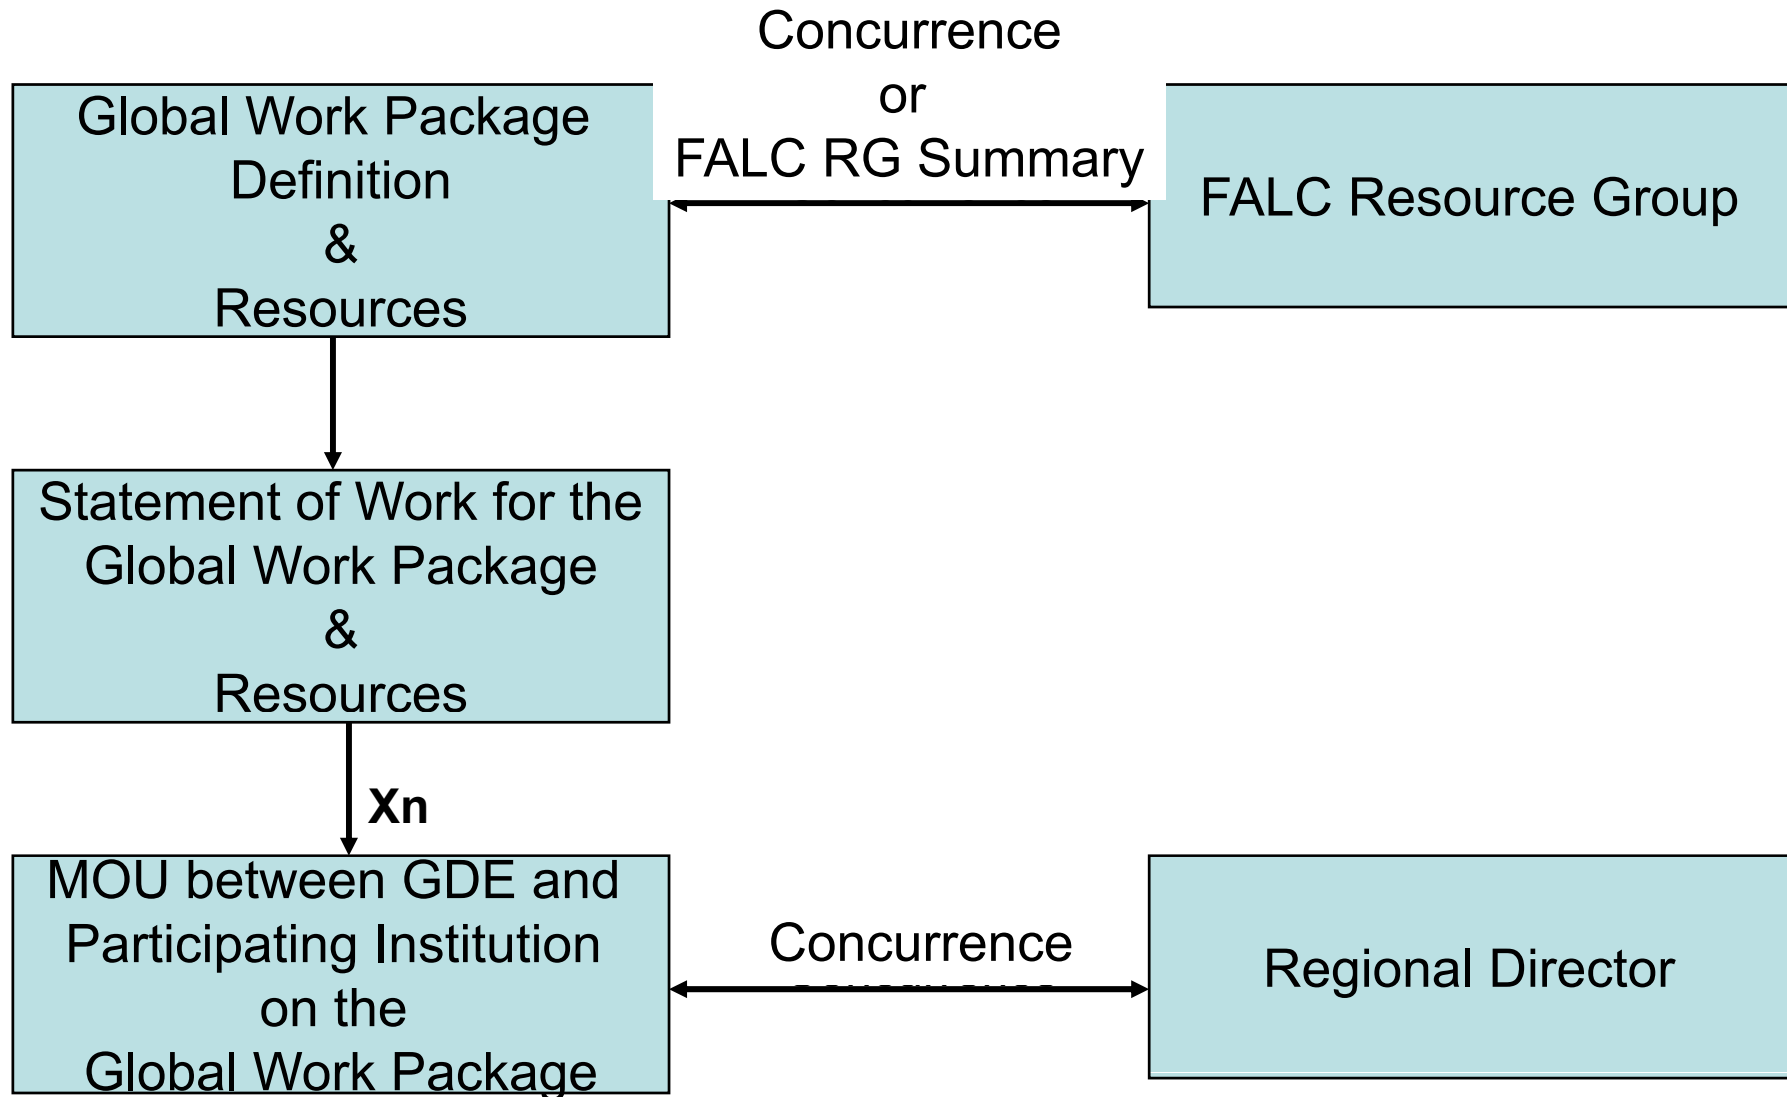 Concurrence
or
FALC RG Summary
Global Work Package
Definition
&
Resources
FALC Resource Group
Statement of Work for the
Global Work Package
&
Resources
Xn
MOU between GDE and
Participating Institution
on the
Global Work Package
Concurrence
Regional Director